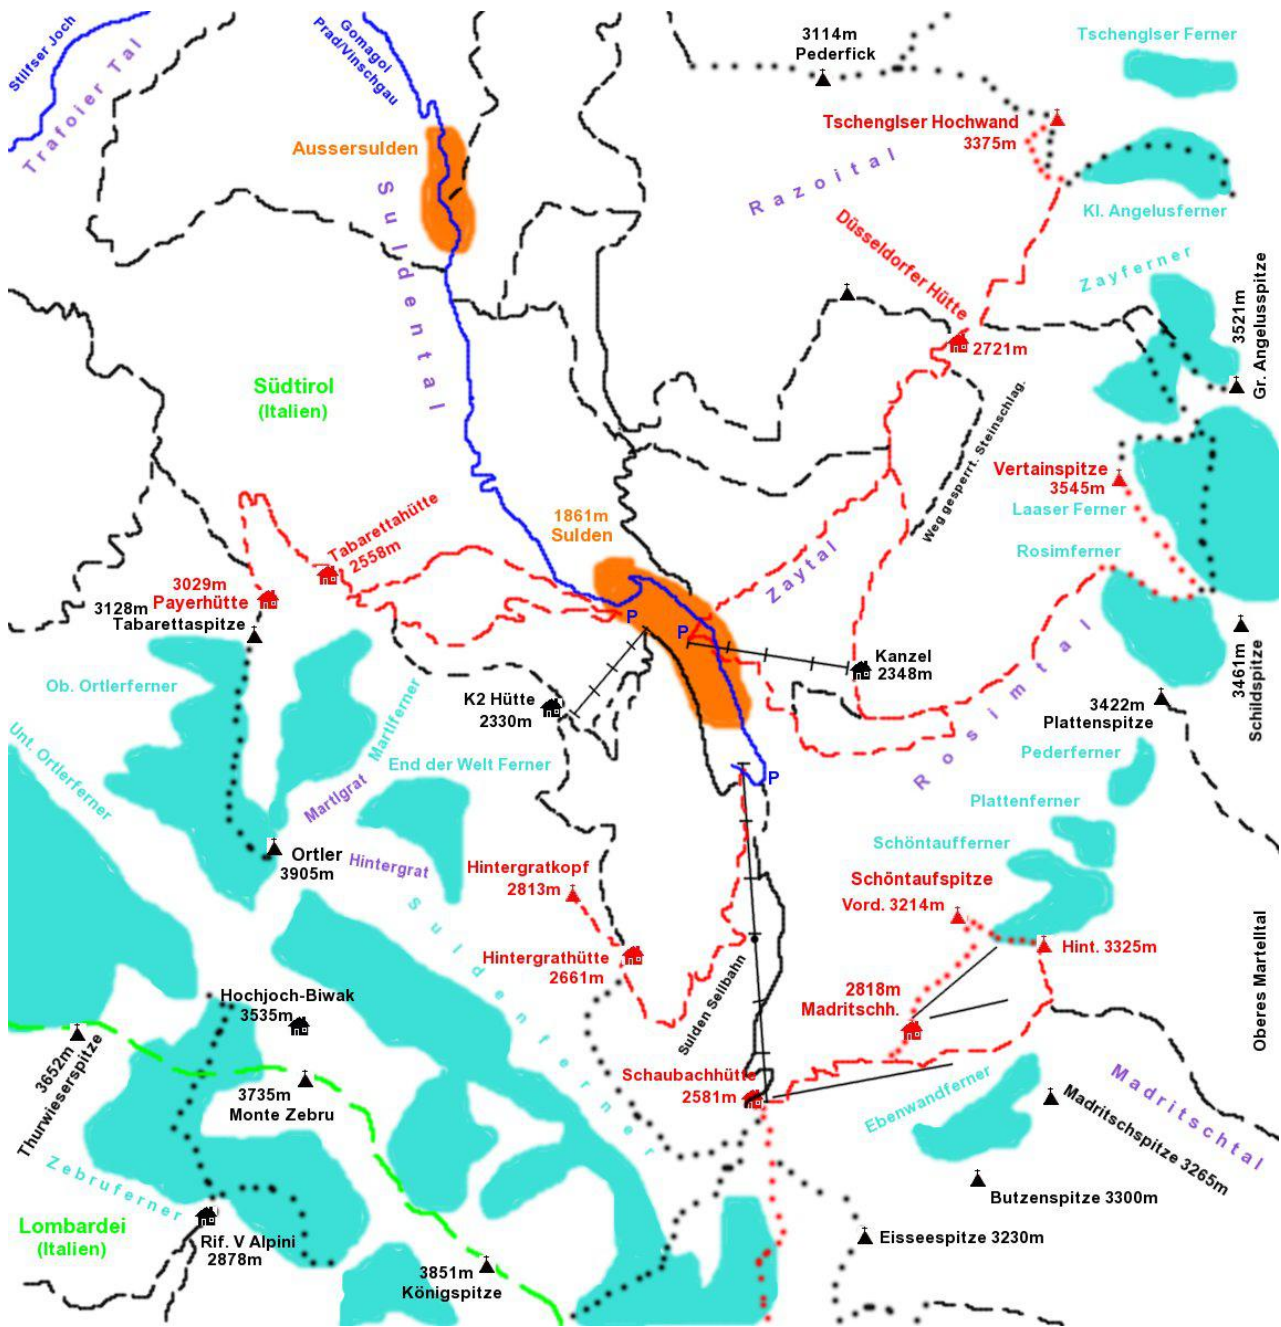 Stilfser Joch
Trafoier Tal
Gomagoi
Prad/Vinschgau
3114m
Pederfick
Tschenglser Ferner
Aussersulden
Suldental
Tschenglser Hochwand
3375m
Razoital
Kl. Angelusferner
Düsseldorfer Hütte
2721m
Zayferner
3521m
Gr. Angelusspitze
Südtirol
(Italien)
Weg gesperrt. Steinschlag.
Vertainspitze
3545m
Laaser Ferner
Rosimferner
Tabarettahütte
2558m
1861m
Sulden
Zaytal
3029m
Payerhütte
3128m
Tabarettaspitze
P
P
Kanzel
2348m
Rosimtal
3461m
Schildspitze
Ob. Ortlerferner
Marltferner
K2 Hütte
2330m
3422m
Plattenspitze
Unt. Ortlerferner
End der Welt Ferner
Martlgrat
P
Pederferner
Plattenferner
Schöntaufferner
Ortler
3905m
Hintergrat
Hintergratkopf
2813m
Schöntaufspitze
Vord. 3214m
Hint. 3325m
Suldenferner
Hintergrathütte
2661m
Sulden Seilbahn
2818m
Madritschh.
Oberes Martelltal
Hochjoch-Biwak
3535m
3652m
Thurwieserspitze
3735m
Monte Zebru
Schaubachhütte
2581m
Ebenwandferner
Madritschtal
Madritschspitze 3265m
Butzenspitze 3300m
Zebruferner
Lombardei
(Italien)
Rif. V Alpini
2878m
Eisseespitze 3230m
3851m
Königspitze